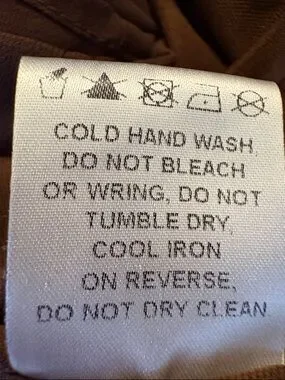 COLD HAND WASH,
DO NOT BLEACH
OR WRING, DO NOT
TUMBLE DRY,
COOL IRON
ON REVERSE,
DO NOT DRY CLEAN